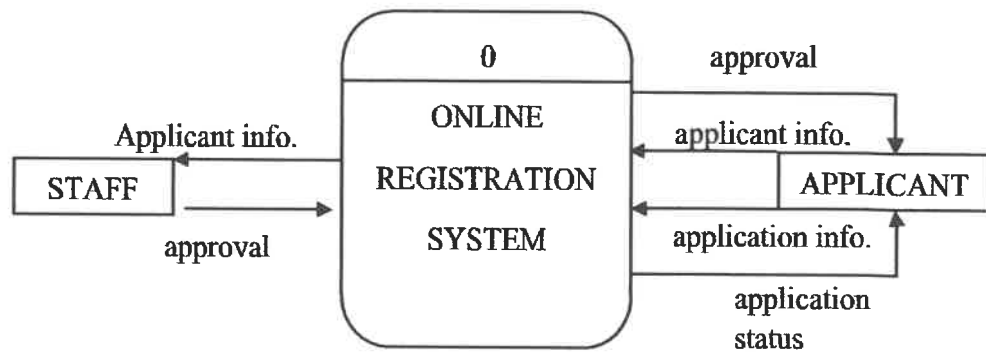 0
ONLINE
REGISTRATION
SYSTEM
Applicant info.
STAFF
approval
approval
applicant info.
APPLICANT
application info.
application
status